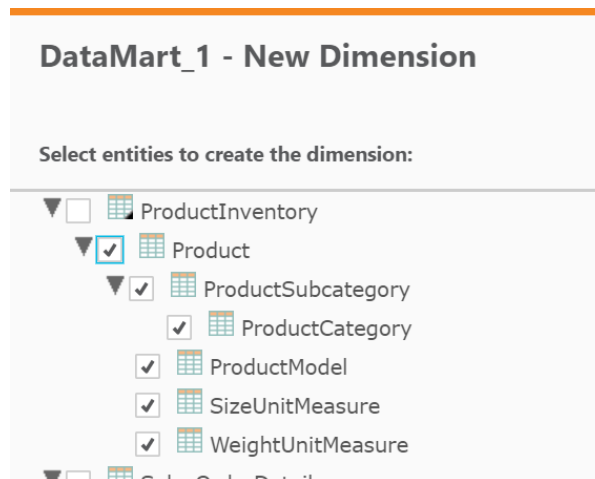 DataMart_1 - New Dimension
Select entities to create the dimension:
ProductInventory
Product
ProductSubcategory
ProductCategory
ProductModel
SizeUnitMeasure
WeightUnitMeasure